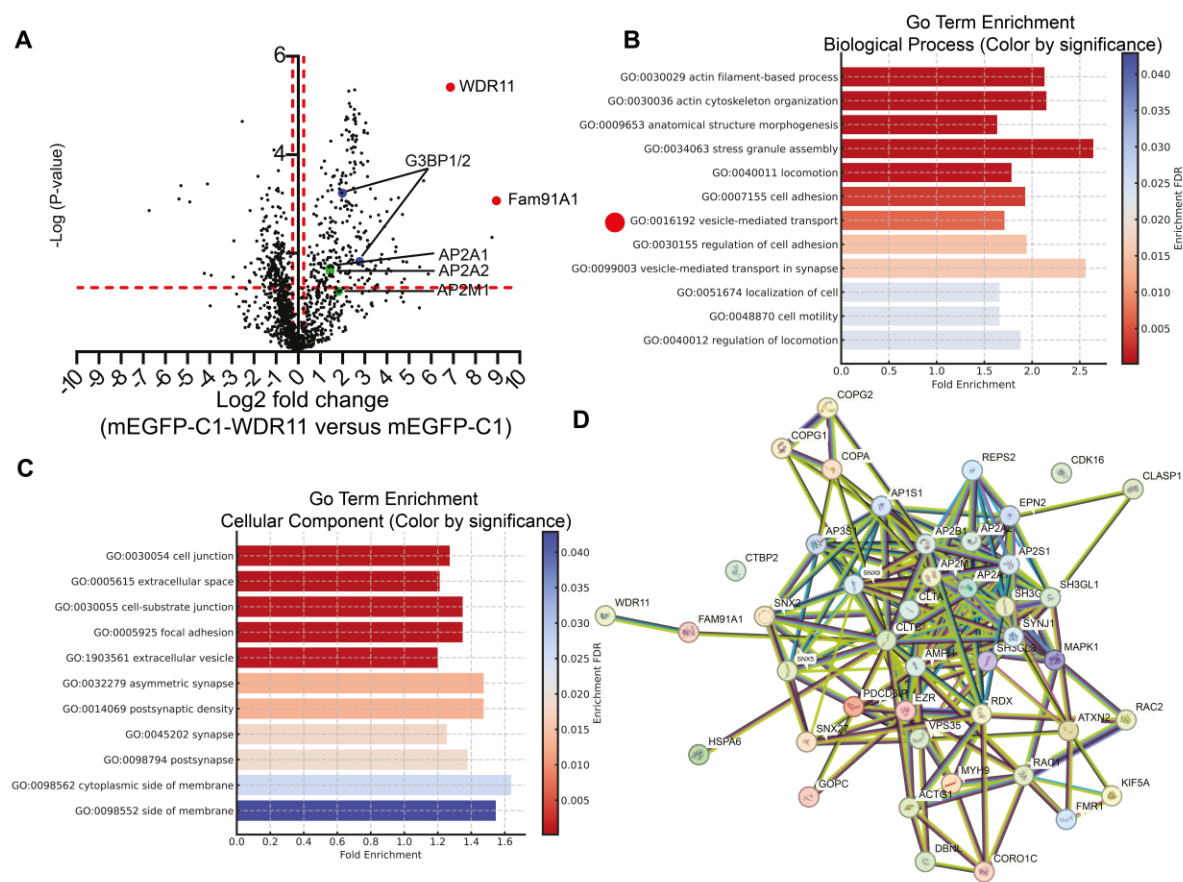 A
6
4
-Log (P-value)
WDR11
G3BP1/2
Fam91A1
AP2A1
AP2A2
AP2M1
-10 -9 -8 -7 -6 -5 -4 -3 -2 -1 0 1 2 3 4 5 6 7 8 9 10
Log2 fold change
(mEGFP-C1-WDR11 versus mEGFP-C1)
B
Go Term Enrichment
Biological Process (Color by significance)
GO:0030029 actin filament-based process
GO:0030036 actin cytoskeleton organization
GO:0009653 anatomical structure morphogenesis
GO:0034063 stress granule assembly
GO:0040011 locomotion
GO:0007155 cell adhesion
GO:0016192 vesicle-mediated transport
GO:0030155 regulation of cell adhesion
GO:0099003 vesicle-mediated transport in synapse
GO:0051674 localization of cell
GO:0048870 cell motility
GO:0040012 regulation of locomotion
0.0 0.5 1.0 1.5 2.0 2.5
Fold Enrichment
0.040
0.035
0.030
0.025
0.020
0.015
0.010
0.005
Enrichment FDR
C
Go Term Enrichment
Cellular Component (Color by significance)
GO:0030054 cell junction
GO:0005615 extracellular space
GO:0030055 cell-substrate junction
GO:0005925 focal adhesion
GO:1903561 extracellular vesicle
GO:0032279 asymmetric synapse
GO:0014069 postsynaptic density
GO:0045202 synapse
GO:0098794 postsynapse
GO:0098562 cytoplasmic side of membrane
GO:0098552 side of membrane
0.0 0.2 0.4 0.6 0.8 1.0 1.2 1.4 1.6
Fold Enrichment
0.040
0.035
0.030
0.025
0.020
0.015
0.010
0.005
Enrichment FDR
D
COPG2
COPG1
COPA
REPS2
CDK16
CLASP1
AP1S1
EPN2
AP3S1
AP2B1
AP2A2
AP2S1
CTBP2
SNX9
AP2M
AP2A
SH3GL1
SH3G
SNX2
CLTA
WDR11
FAM91A1
CLTC
SYNJ1
SNX5
AMPH
SH3GL3
MAPK1
PDCD6IP
EZR
RDX
RAC2
SNX27
VPS35
ATXN2
HSPA6
GOPC
MYH9
RAC1
KIF5A
ACTG1
FMR1
DBNL
CORO1C